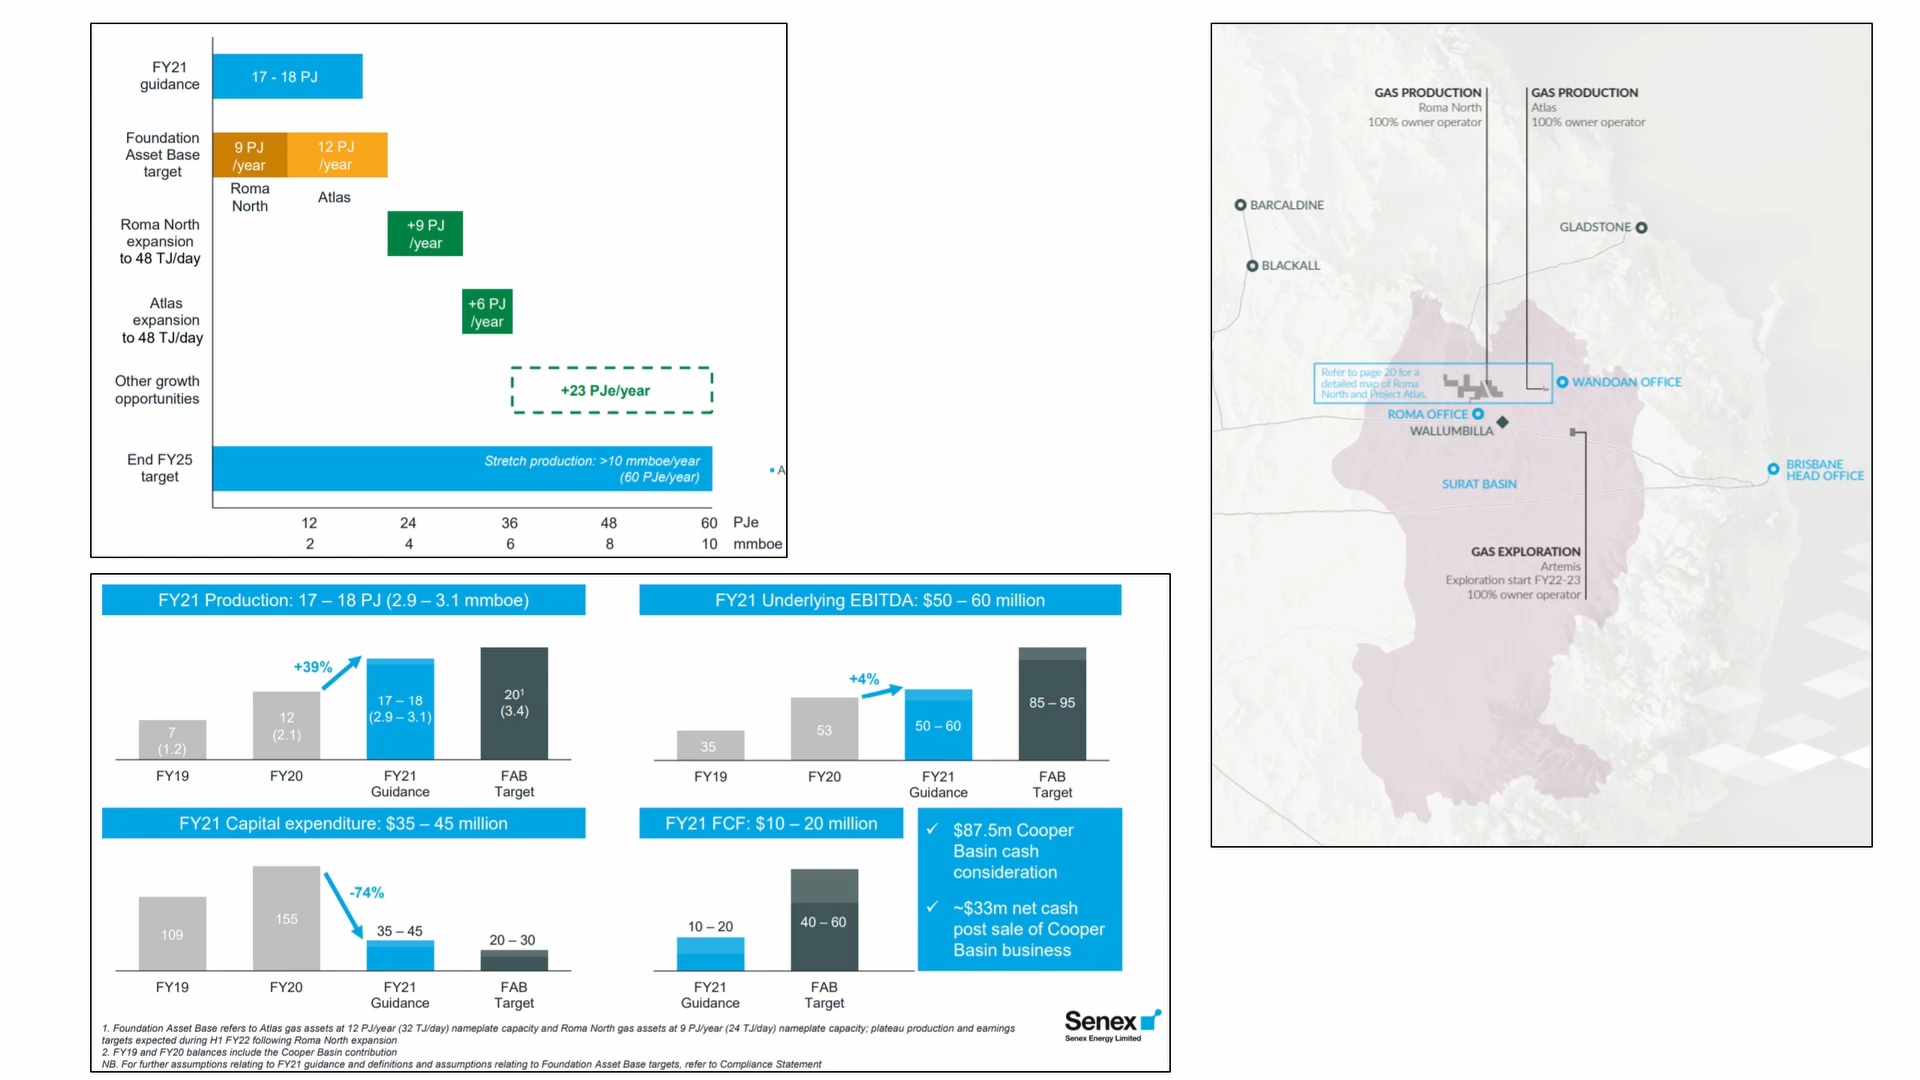 FY21
guidance
17 - 18 PJ
Foundation
Asset Base
target
9 PJ
/year
12 PJ
/year
Roma
North
Atlas
Roma North
expansion
to 48 TJ/day
+9 PJ
/year
Atlas
expansion
to 48 TJ/day
+6 PJ
/year
Other growth
opportunities
+23 PJe/year
End FY25
target
Stretch production: >10 mmboe/year
(60 PJe/year)
A
12 24 36 48 60 PJe
2 4 6 8 10 mmboe
FY21 Production: 17 – 18 PJ (2.9 – 3.1 mmboe)
+39%
7
(1.2)
12
(2.1)
17 – 18
(2.9 – 3.1)
20¹
(3.4)
FY19
FY20
FY21
Guidance
FAB
Target
FY21 Underlying EBITDA: $50 – 60 million
+4%
35
53
50 – 60
85 – 95
FY19
FY20
FY21
Guidance
FAB
Target
FY21 Capital expenditure: $35 – 45 million
-74%
109
155
35 – 45
20 – 30
FY19
FY20
FY21
Guidance
FAB
Target
FY21 FCF: $10 – 20 million
10 – 20
40 – 60
FY21
Guidance
FAB
Target
✓ $87.5m Cooper
Basin cash
consideration
✓ ~$33m net cash
post sale of Cooper
Basin business
1. Foundation Asset Base refers to Atlas gas assets at 12 PJ/year (32 TJ/day) nameplate capacity and Roma North gas assets at 9 PJ/year (24 TJ/day) nameplate capacity; plateau production and earnings
targets expected during H1 FY22 following Roma North expansion
2. FY19 and FY20 balances include the Cooper Basin contribution
NB. For further assumptions relating to FY21 guidance and definitions and assumptions relating to Foundation Asset Base targets, refer to Compliance Statement
Senex
Senex Energy Limited
GAS PRODUCTION
Roma North
100% owner operator
GAS PRODUCTION
Atlas
100% owner operator
BARCALDINE
GLADSTONE
BLACKALL
Refer to page 20 for a
detailed map of Roma
North and Project Atlas.
WANDOAN OFFICE
ROMA OFFICE
WALLUMBILLA
BRISBANE
HEAD OFFICE
SURAT BASIN
GAS EXPLORATION
Artemis
Exploration start FY22-23
100% owner operator